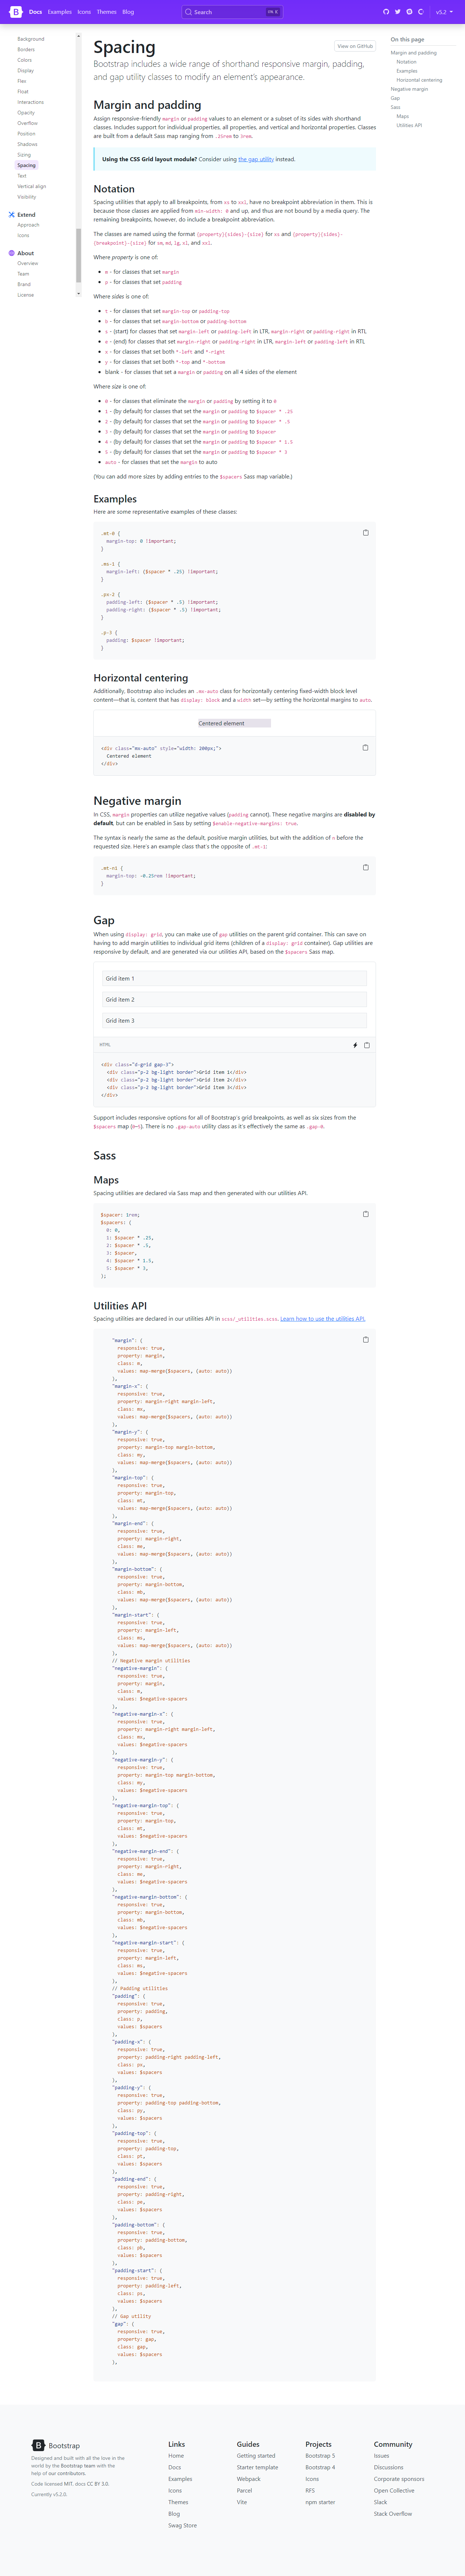 Docs Examples Icons Themes Blog
Search
Ctrl K
v5.2
Background
Borders
Colors
Display
Flex
Float
Interactions
Opacity
Overflow
Position
Shadows
Sizing
Spacing
Text
Vertical align
Visibility
Extend
Approach
Icons
About
Overview
Team
Brand
License
Spacing
View on GitHub
Bootstrap includes a wide range of shorthand responsive margin, padding,
and gap utility classes to modify an element's appearance.
On this page
Margin and padding
Notation
Examples
Horizontal centering
Negative margin
Gap
Sass
Maps
Utilities API
Margin and padding
Assign responsive-friendly margin or padding values to an element or a subset of its sides with shorthand
classes. Includes support for individual properties, all properties, and vertical and horizontal properties. Classes
are built from a default Sass map ranging from .25rem to 3rem.
Using the CSS Grid layout module? Consider using the gap utility instead.
Notation
Spacing utilities that apply to all breakpoints, from xs to xxl, have no breakpoint abbreviation in them. This is
because those classes are applied from min-width: 0 and up, and thus are not bound by a media query. The
remaining breakpoints, however, do include a breakpoint abbreviation.
The classes are named using the format {property}{sides}-{size} for xs and {property}{sides}-
{breakpoint}-{size} for sm, md, lg, xl, and xxl.
Where property is one of:
m - for classes that set margin
p - for classes that set padding
Where sides is one of:
t - for classes that set margin-top or padding-top
b - for classes that set margin-bottom or padding-bottom
s - (start) for classes that set margin-left or padding-left in LTR, margin-right or padding-right in RTL
e - (end) for classes that set margin-right or padding-right in LTR, margin-left or padding-left in RTL
x - for classes that set both *-left and *-right
y - for classes that set both *-top and *-bottom
blank - for classes that set a margin or padding on all 4 sides of the element
Where size is one of:
0 - for classes that eliminate the margin or padding by setting it to 0
1 - (by default) for classes that set the margin or padding to $spacer * .25
2 - (by default) for classes that set the margin or padding to $spacer * .5
3 - (by default) for classes that set the margin or padding to $spacer
4 - (by default) for classes that set the margin or padding to $spacer * 1.5
5 - (by default) for classes that set the margin or padding to $spacer * 3
auto - for classes that set the margin to auto
(You can add more sizes by adding entries to the $spacers Sass map variable.)
Examples
Here are some representative examples of these classes:
.mt-0 {
margin-top: 0 !important;
}
.ms-1 {
margin-left: ($spacer * .25) !important;
}
.px-2 {
padding-left: ($spacer * .5) !important;
padding-right: ($spacer * .5) !important;
}
.p-3 {
padding: $spacer !important;
}
Horizontal centering
Additionally, Bootstrap also includes an .mx-auto class for horizontally centering fixed-width block level
content—that is, content that has display: block and a width set—by setting the horizontal margins to auto.
Centered element
<div class="mx-auto" style="width: 200px;">
Centered element
</div>
Negative margin
In CSS, margin properties can utilize negative values (padding cannot). These negative margins are disabled by
default, but can be enabled in Sass by setting $enable-negative-margins: true.
The syntax is nearly the same as the default, positive margin utilities, but with the addition of n before the
requested size. Here's an example class that's the opposite of .mt-1:
.mt-n1 {
margin-top: -0.25rem !important;
}
Gap
When using display: grid, you can make use of gap utilities on the parent grid container. This can save on
having to add margin utilities to individual grid items (children of a display: grid container). Gap utilities are
responsive by default, and are generated via our utilities API, based on the $spacers Sass map.
Grid item 1
Grid item 2
Grid item 3
HTML
<div class="d-grid gap-3">
<div class="p-2 bg-light border">Grid item 1</div>
<div class="p-2 bg-light border">Grid item 2</div>
<div class="p-2 bg-light border">Grid item 3</div>
</div>
Support includes responsive options for all of Bootstrap's grid breakpoints, as well as six sizes from the
$spacers map (0–5). There is no .gap-auto utility class as it's effectively the same as .gap-0.
Sass
Maps
Spacing utilities are declared via Sass map and then generated with our utilities API.
$spacer: 1rem;
$spacers: (
0: 0,
1: $spacer * .25,
2: $spacer * .5,
3: $spacer,
4: $spacer * 1.5,
5: $spacer * 3,
);
Utilities API
Spacing utilities are declared in our utilities API in scss/_utilities.scss. Learn how to use the utilities API.
"margin": (
responsive: true,
property: margin,
class: m,
values: map-merge($spacers, (auto: auto))
),
"margin-x": (
responsive: true,
property: margin-right margin-left,
class: mx,
values: map-merge($spacers, (auto: auto))
),
"margin-y": (
responsive: true,
property: margin-top margin-bottom,
class: my,
values: map-merge($spacers, (auto: auto))
),
"margin-top": (
responsive: true,
property: margin-top,
class: mt,
values: map-merge($spacers, (auto: auto))
),
"margin-end": (
responsive: true,
property: margin-right,
class: me,
values: map-merge($spacers, (auto: auto))
),
"margin-bottom": (
responsive: true,
property: margin-bottom,
class: mb,
values: map-merge($spacers, (auto: auto))
),
"margin-start": (
responsive: true,
property: margin-left,
class: ms,
values: map-merge($spacers, (auto: auto))
),
// Negative margin utilities
"negative-margin": (
responsive: true,
property: margin,
class: m,
values: $negative-spacers
),
"negative-margin-x": (
responsive: true,
property: margin-right margin-left,
class: mx,
values: $negative-spacers
),
"negative-margin-y": (
responsive: true,
property: margin-top margin-bottom,
class: my,
values: $negative-spacers
),
"negative-margin-top": (
responsive: true,
property: margin-top,
class: mt,
values: $negative-spacers
),
"negative-margin-end": (
responsive: true,
property: margin-right,
class: me,
values: $negative-spacers
),
"negative-margin-bottom": (
responsive: true,
property: margin-bottom,
class: mb,
values: $negative-spacers
),
"negative-margin-start": (
responsive: true,
property: margin-left,
class: ms,
values: $negative-spacers
),
// Padding utilities
"padding": (
responsive: true,
property: padding,
class: p,
values: $spacers
),
"padding-x": (
responsive: true,
property: padding-right padding-left,
class: px,
values: $spacers
),
"padding-y": (
responsive: true,
property: padding-top padding-bottom,
class: py,
values: $spacers
),
"padding-top": (
responsive: true,
property: padding-top,
class: pt,
values: $spacers
),
"padding-end": (
responsive: true,
property: padding-right,
class: pe,
values: $spacers
),
"padding-bottom": (
responsive: true,
property: padding-bottom,
class: pb,
values: $spacers
),
"padding-start": (
responsive: true,
property: padding-left,
class: ps,
values: $spacers
),
// Gap utility
"gap": (
responsive: true,
property: gap,
class: gap,
values: $spacers
),
Bootstrap
Designed and built with all the love in the
world by the Bootstrap team with the
help of our contributors.
Code licensed MIT, docs CC BY 3.0.
Currently v5.2.0.
Links
Home
Docs
Examples
Icons
Themes
Blog
Swag Store
Guides
Getting started
Starter template
Webpack
Parcel
Vite
Projects
Bootstrap 5
Bootstrap 4
Icons
RFS
npm starter
Community
Issues
Discussions
Corporate sponsors
Open Collective
Slack
Stack Overflow